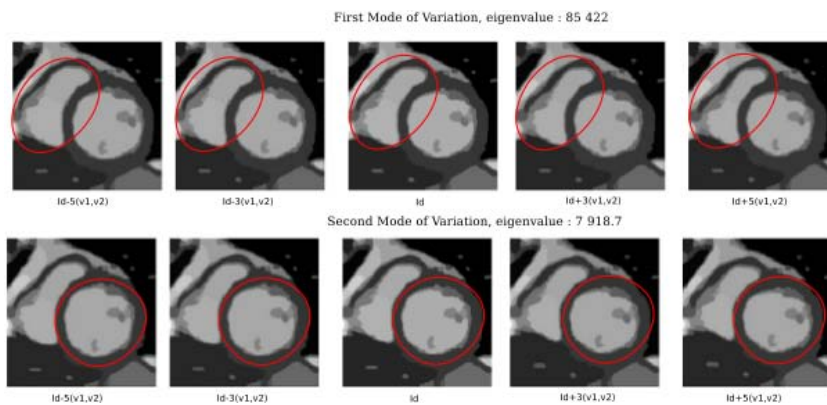 First Mode of Variation, eigenvalue : 85 422
Id-5(v1,v2) Id-3(v1,v2) Id Id+3(v1,v2) Id+5(v1,v2)
Second Mode of Variation, eigenvalue : 7 918.7
Id-5(v1,v2) Id-3(v1,v2) Id Id+3(v1,v2) Id+5(v1,v2)